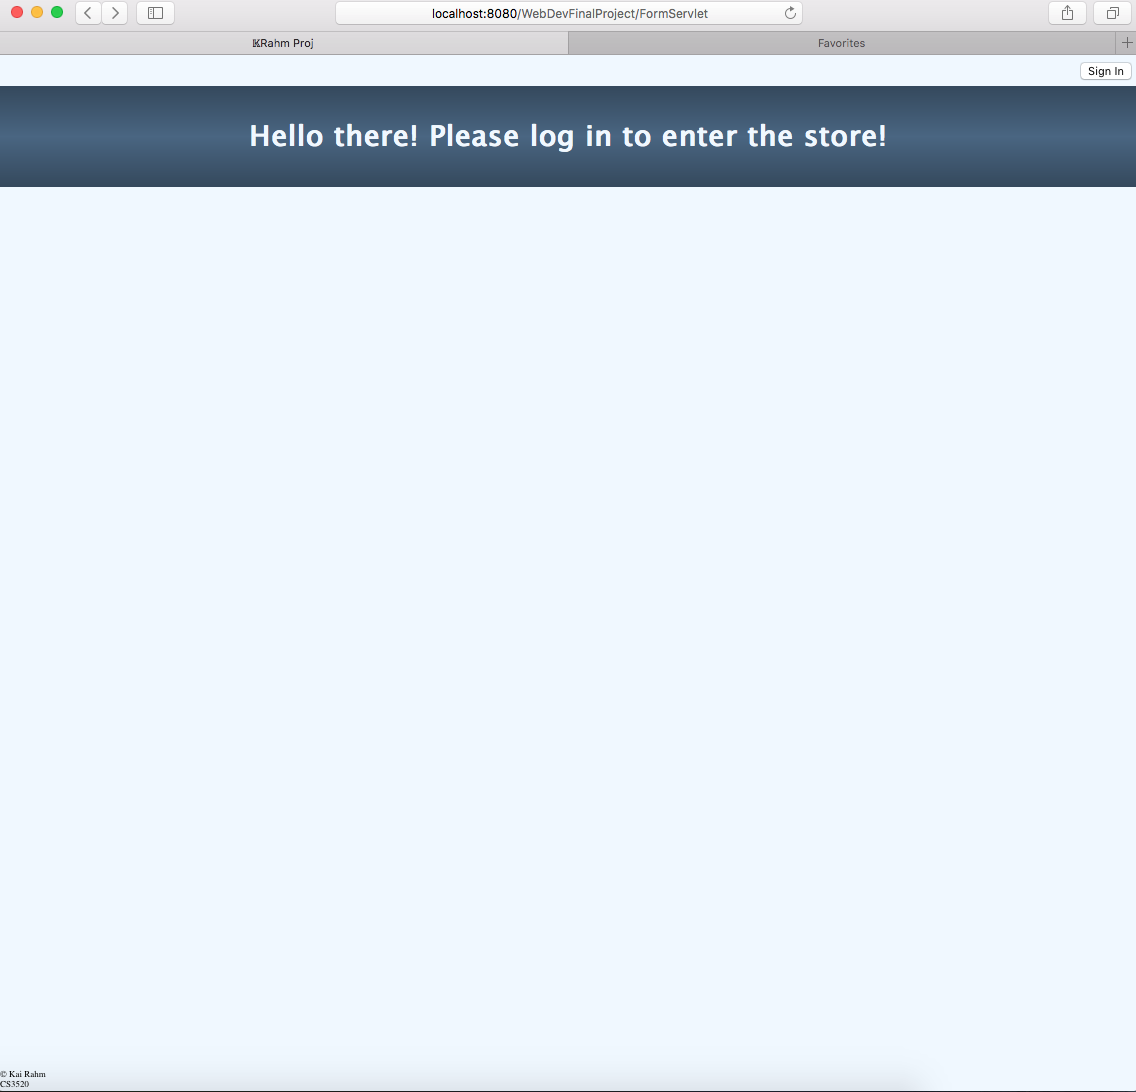 localhost:8080/WebDevFinalProject/FormServlet
KRahm Proj
Favorites
Sign In
Hello there! Please log in to enter the store!
© Kai Rahm
CS3520